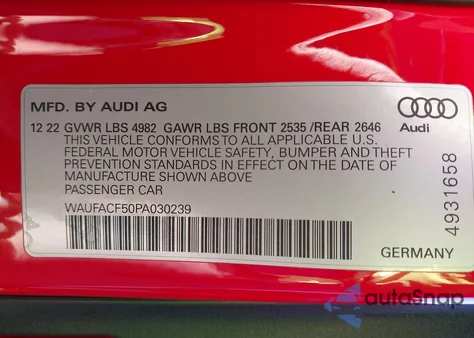 MFD. BY AUDI AG
12 22 GVWR LBS 4982 GAWR LBS FRONT 2535 /REAR 2646
THIS VEHICLE CONFORMS TO ALL APPLICABLE U.S.
FEDERAL MOTOR VEHICLE SAFETY, BUMPER AND THEFT
PREVENTION STANDARDS IN EFFECT ON THE DATE OF
MANUFACTURE SHOWN ABOVE
PASSENGER CAR
WAUFACF50PA030239
Audi
4931658
GERMANY
autoSnap